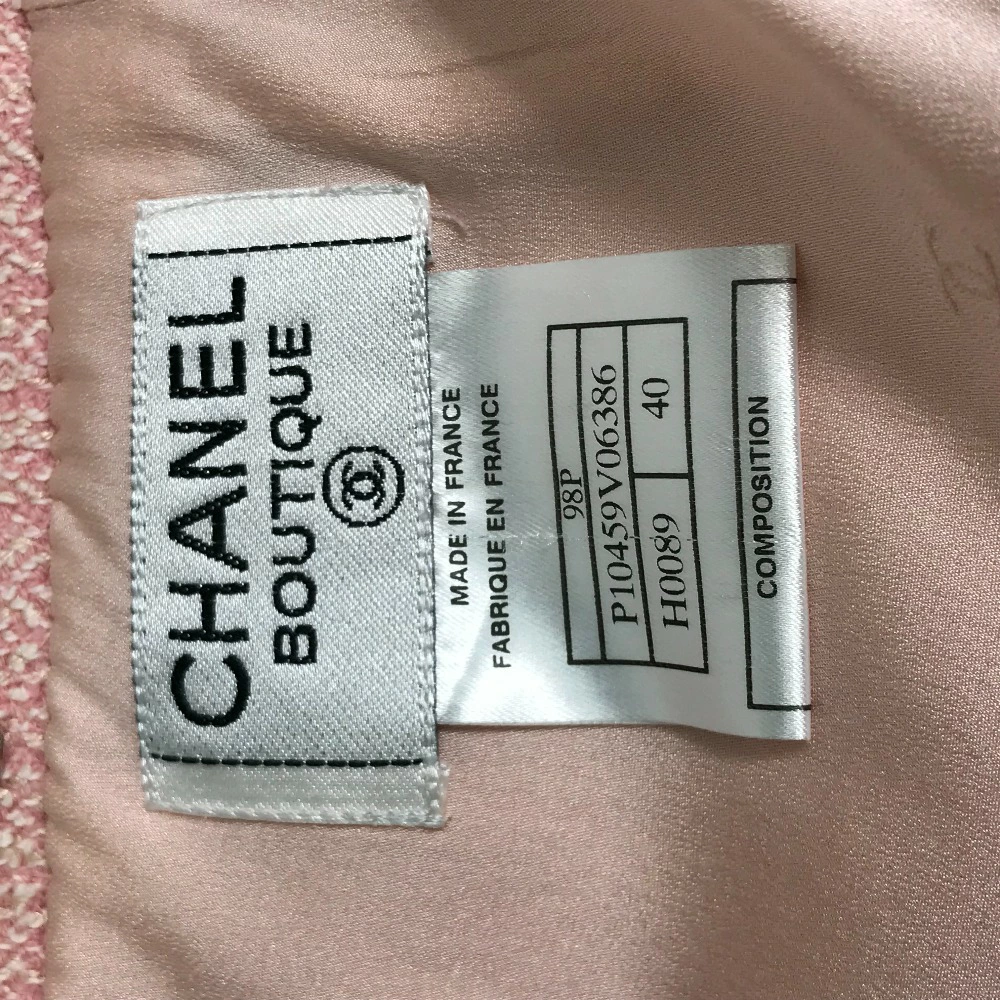 CHANEL
BOUTIQUE
MADE IN FRANCE
FABRIQUE EN FRANCE
98P
P10459V06386
H0089 40
COMPOSITION